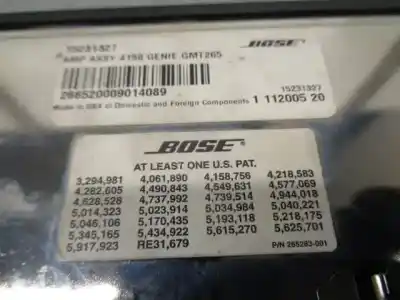 15231327 BOSE
AMP ASSY 4198 GENIE GMT265
266520009014089
15231327
Made in USA of Domestic and Foreign Components 1 112005 20
BOSE
AT LEAST ONE U.S. PAT.
3,294,981 4,061,890 4,158,756 4,218,583
4,282,605 4,490,843 4,549,631 4,577,069
4,628,528 4,737,992 4,739,514 4,944,018
5,014,323 5,023,914 5,034,984 5,040,221
5,046,106 5,170,435 5,193,118 5,218,175
5,345,165 5,434,922 5,615,270 5,625,701
5,917,923 RE31,679
P/N 265283-001